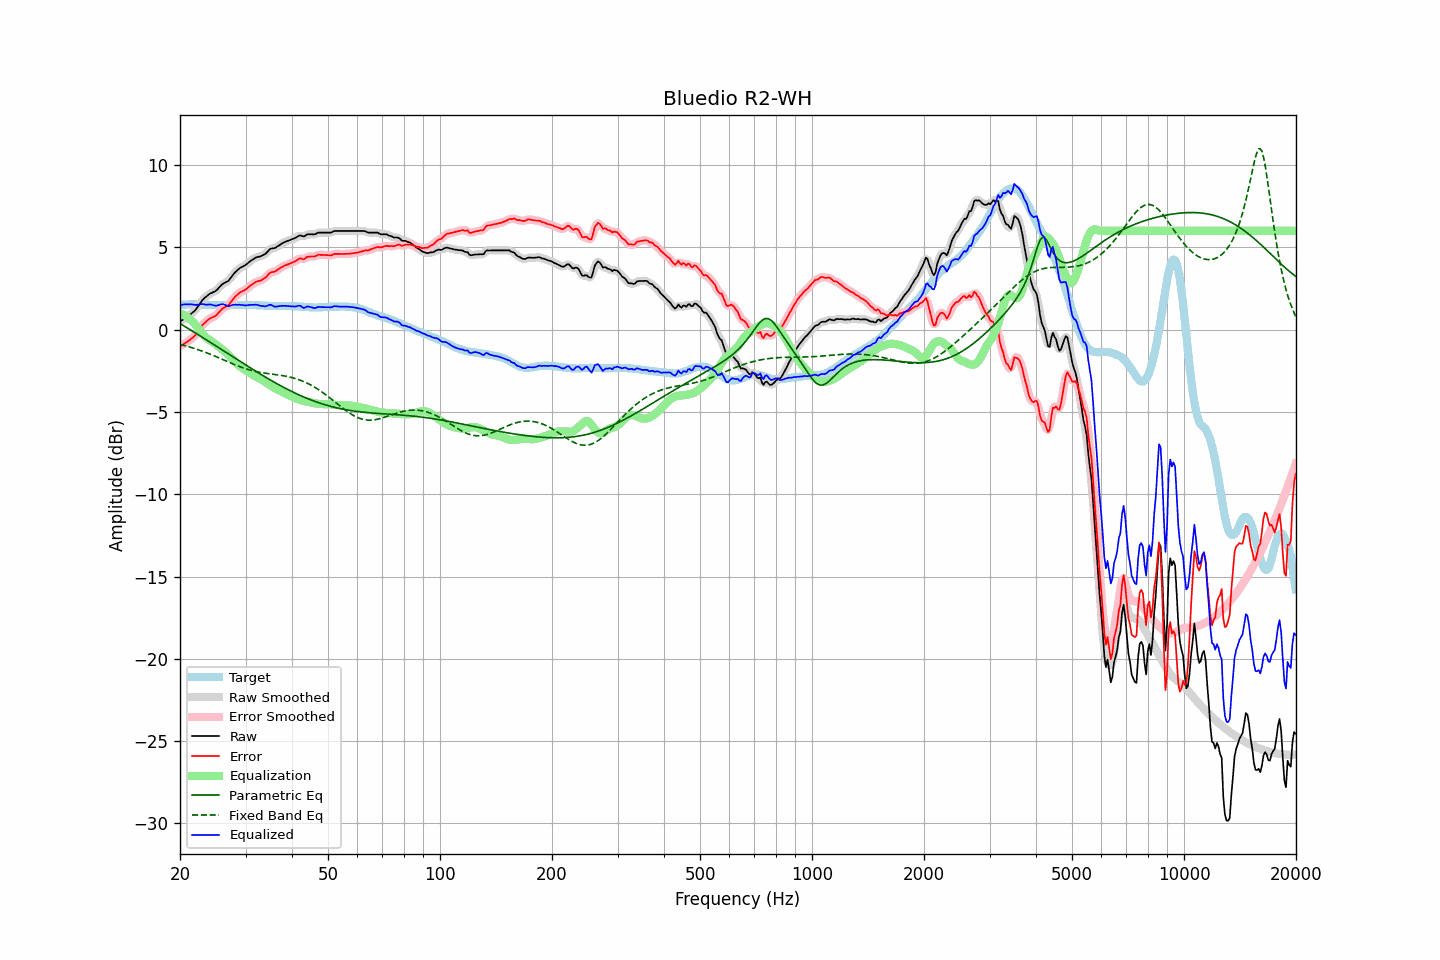 Bluedio R2-WH
Amplitude (dBr)
10
5
0
−5
−10
−15
−20
−25
−30
Target
Raw Smoothed
Error Smoothed
Raw
Error
Equalization
Parametric Eq
Fixed Band Eq
Equalized
20 50 100 200 500 1000 2000 5000 10000 20000
Frequency (Hz)